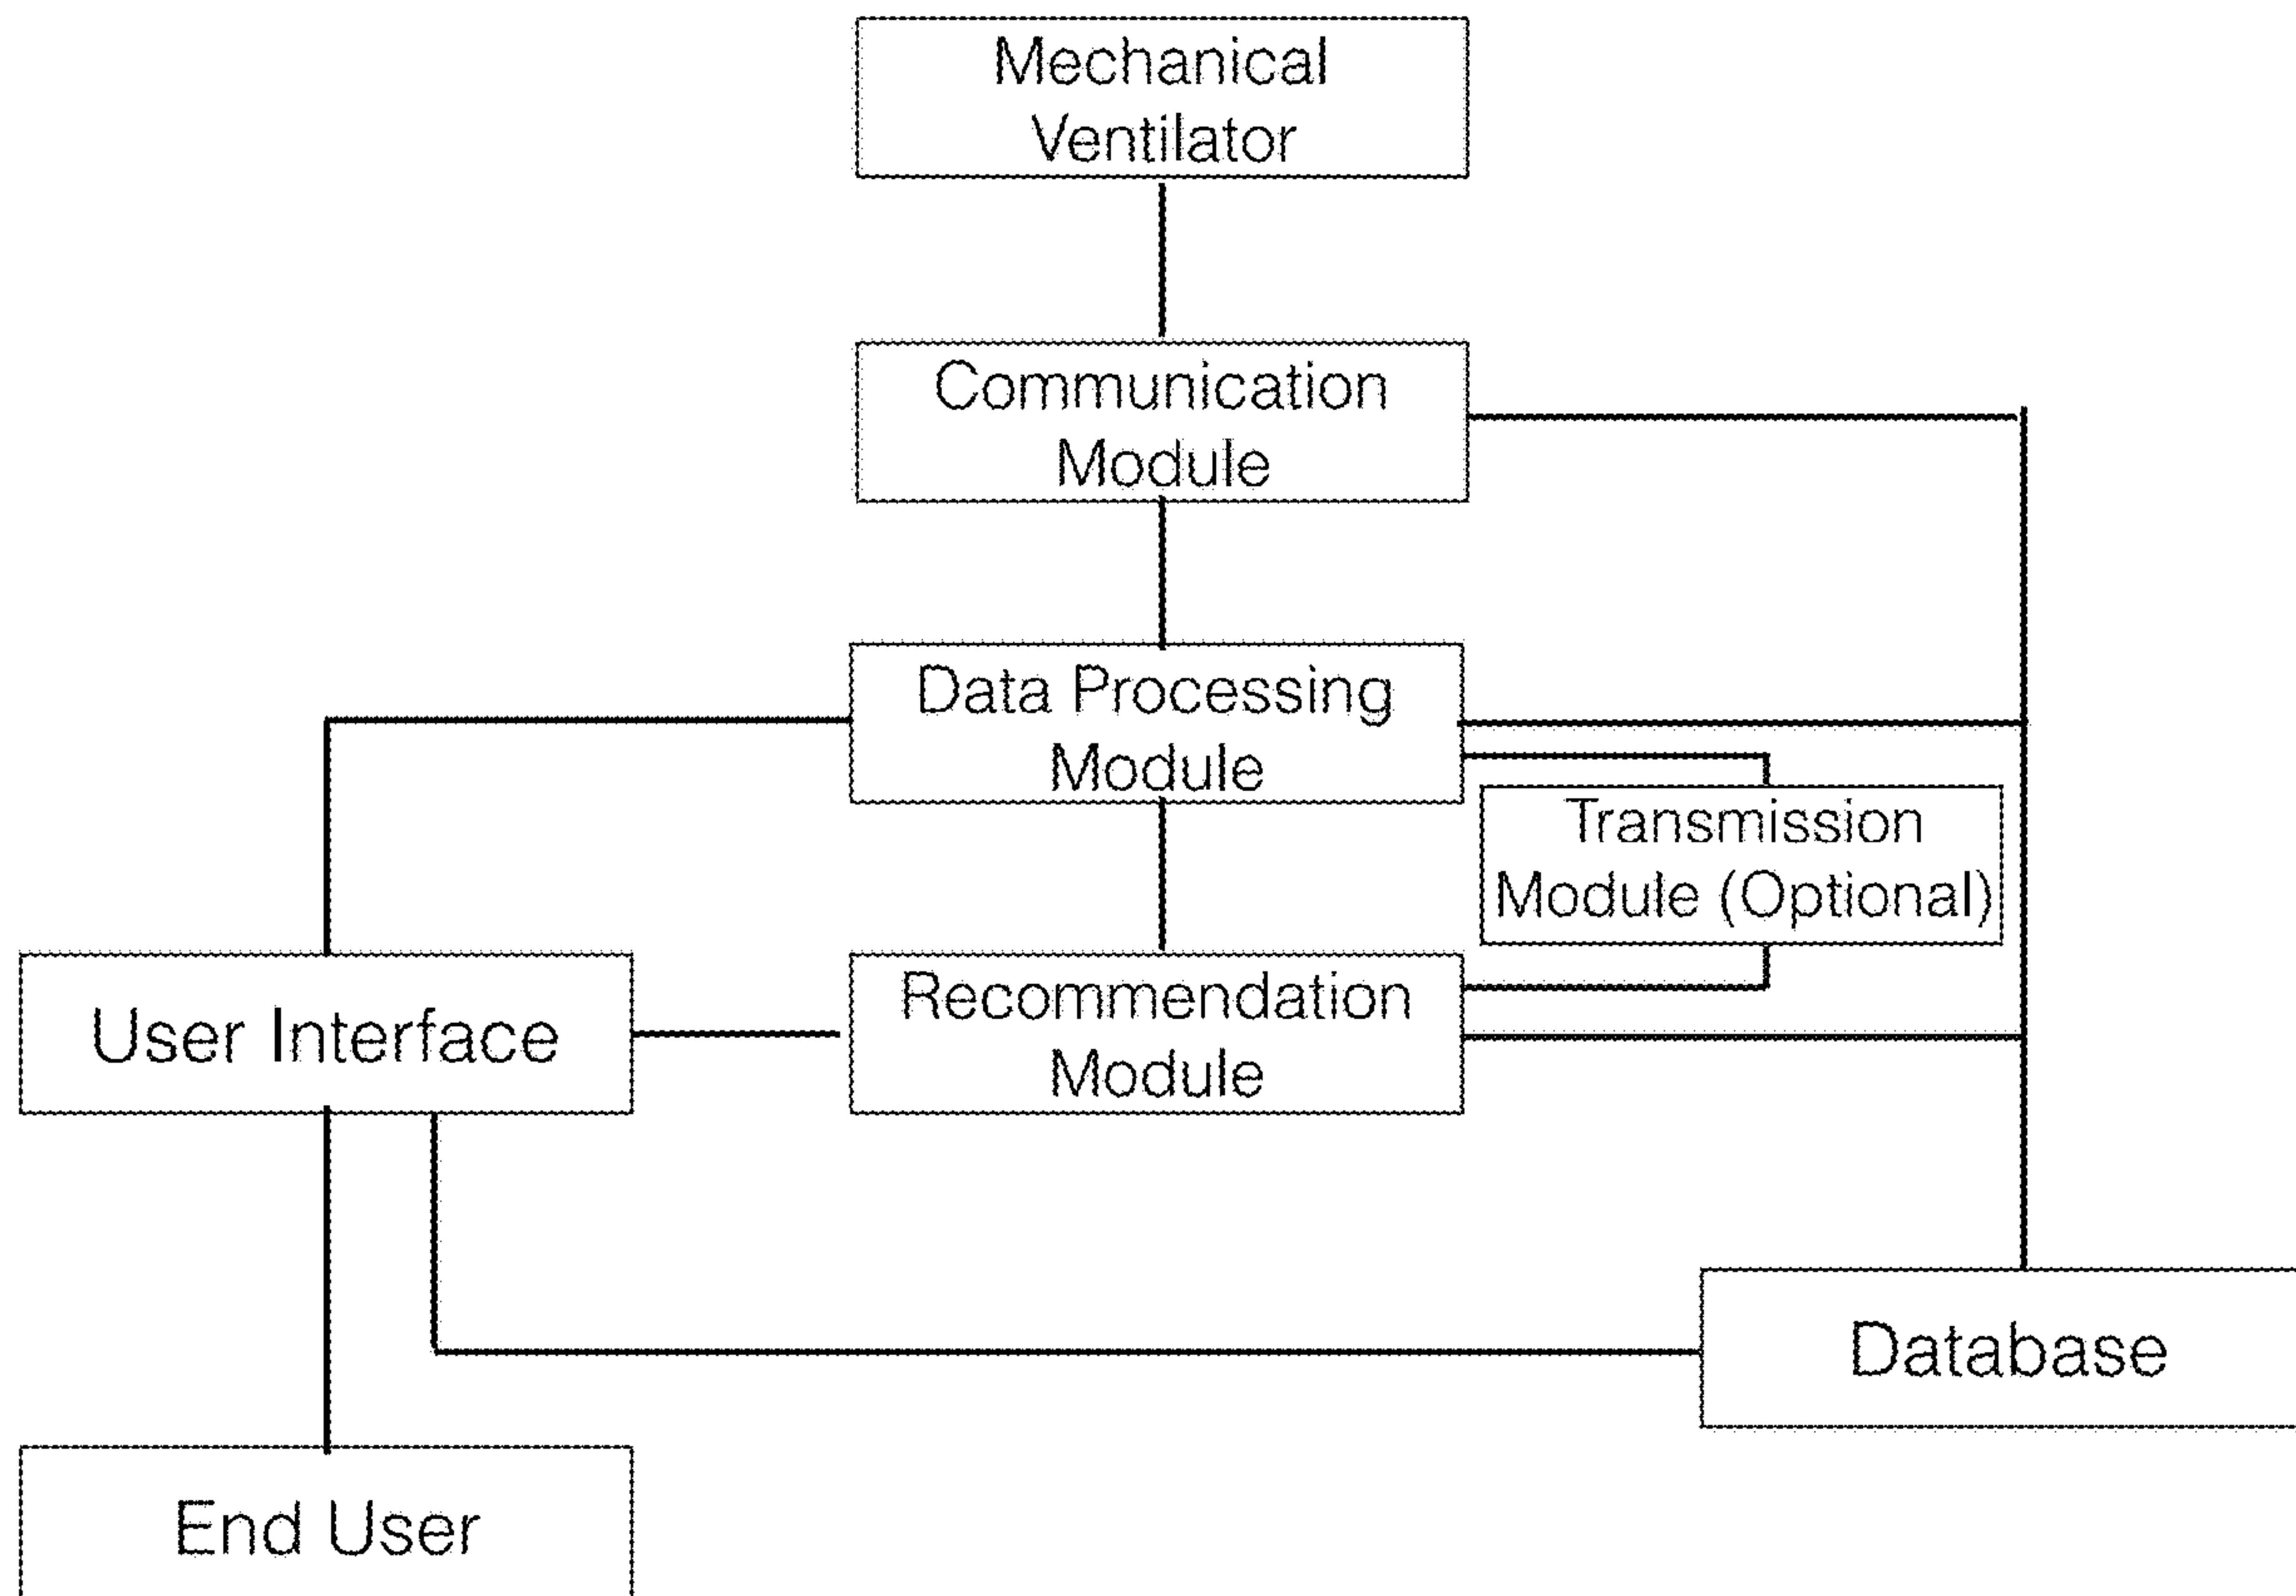 Mechanical
Ventilator
Communication
Module
Data Processing
Module
Transmission
Module (Optional)
User Interface
Recommendation
Module
Database
End User